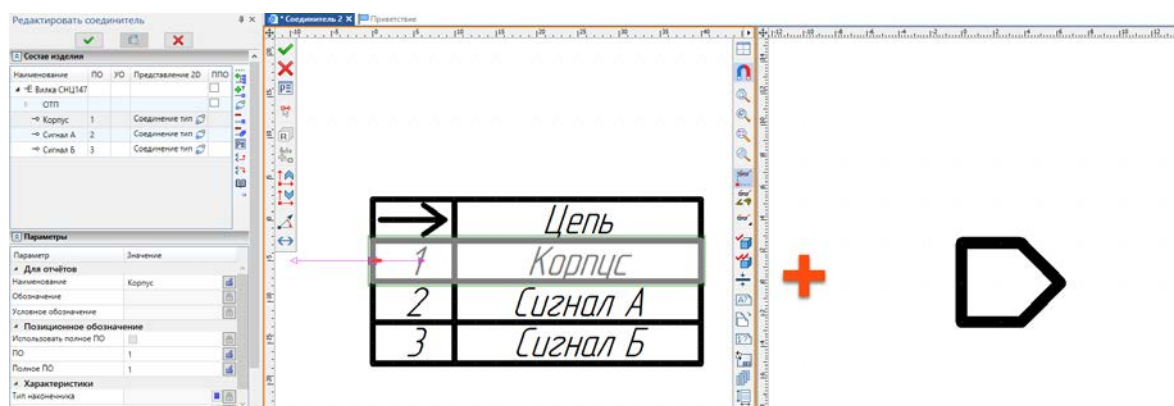 Редактировать соединитель
* Соединитель 2
Приветствие
Состав изделия
Наименование ПО УО Представление 2D ППО
Вилка СНЦ147
ОТП
Корпус 1 Соединение тип
Сигнал А 2 Соединение тип
Сигнал Б 3 Соединение тип
Параметры
Параметр Значение
Для отчётов
Наименование Корпус
Обозначение
Условное обозначение
Позиционное обозначение
Использовать полное ПО
ПО 1
Полное ПО 1
Характеристики
Тип наконечника
Цепь
1 Корпус
2 Сигнал А
3 Сигнал Б